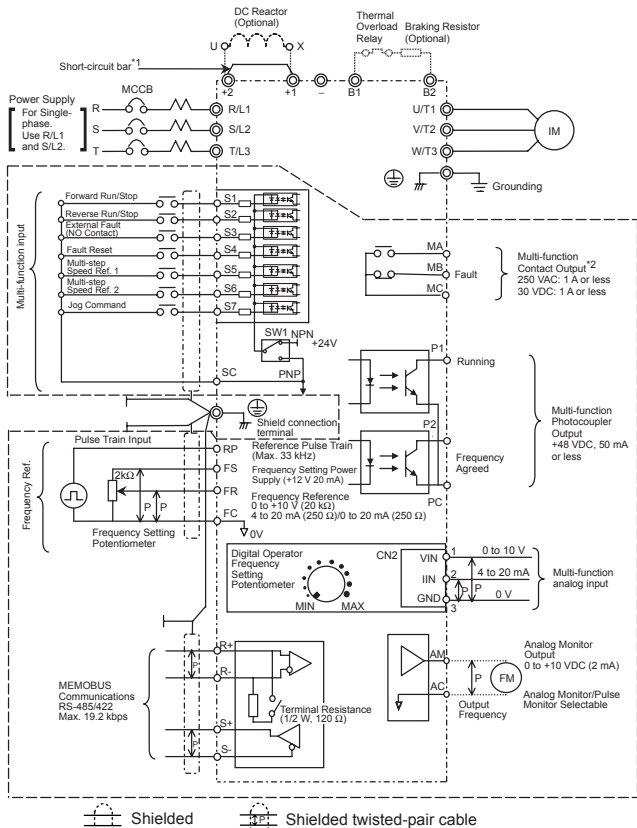 DC Reactor
(Optional)
U
X
Thermal
Overload
Relay
Braking Resistor
(Optional)
Short-circuit bar*1
+2
+1
–
B1
B2
Power Supply
For Single-
phase.
Use R/L1
and S/L2.
MCCB
R
R/L1
S
S/L2
T
T/L3
U/T1
V/T2
W/T3
IM
Grounding
Multi-function input
Forward Run/Stop
S1
Reverse Run/Stop
S2
External Fault
(NO Contact)
S3
Fault Reset
S4
Multi-step
Speed Ref. 1
S5
Multi-step
Speed Ref. 2
S6
Jog Command
S7
SW1
NPN
+24V
PNP
SC
MA
MB
MC
Fault
Multi-function
Contact Output*2
250 VAC: 1 A or less
30 VDC: 1 A or less
P1
Running
P2
Frequency
Agreed
PC
Multi-function
Photocoupler
Output
+48 VDC, 50 mA
or less
Shield connection
terminal
Frequency Ref.
Pulse Train Input
RP
Reference Pulse Train
(Max. 33 kHz)
2kΩ
FS
Frequency Setting Power
Supply (+12 V 20 mA)
P
P
FR
Frequency Reference
0 to +10 V (20 kΩ)
4 to 20 mA (250 Ω)/0 to 20 mA (250 Ω)
FC
0V
Frequency Setting
Potentiometer
Digital Operator
Frequency
Setting
Potentiometer
MIN
MAX
CN2
VIN
1
0 to 10 V
IIN
2
4 to 20 mA
P
P
GND
3
0 V
Multi-function
analog input
MEMOBUS
Communications
RS-485/422
Max. 19.2 kbps
P
R+
R-
P
S+
S-
Terminal Resistance
(1/2 W, 120 Ω)
AM
AC
P
FM
Output
Frequency
Analog Monitor
Output
0 to +10 VDC (2 mA)
Analog Monitor/Pulse
Monitor Selectable
Shielded
P
Shielded twisted-pair cable